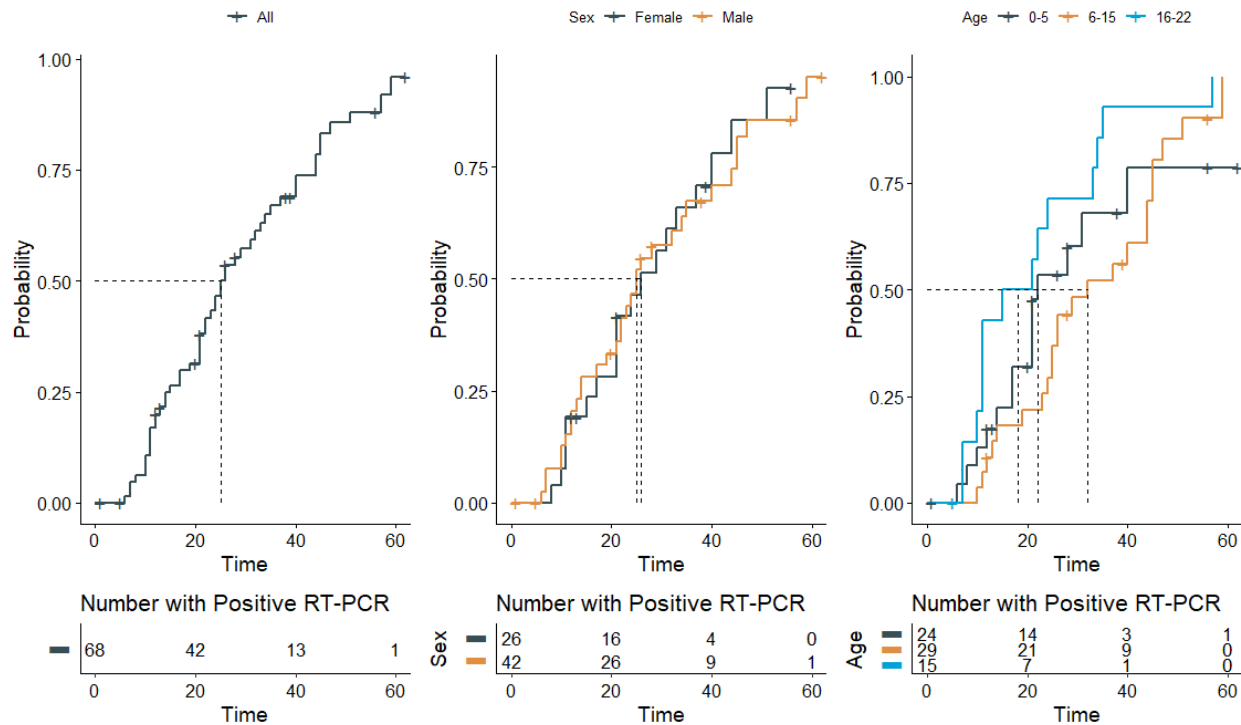 All
Sex Female Male
Age 0-5 6-15 16-22
Probability
1.00
0.75
0.50
0.25
0.00
0 20 40 60
Time
Probability
0.75
0.50
0.25
0.00
0 20 40 60
Time
Probability
1.00
0.75
0.50
0.25
0.00
0 20 40 60
Time
Number with Positive RT-PCR
68 42 13 1
0 20 40 60
Time
Number with Positive RT-PCR
Sex
26 16 4 0
42 26 9 1
0 20 40 60
Time
Number with Positive RT-PCR
Age
24 14 3 1
29 21 9 0
15 7 1 0
0 20 40 60
Time